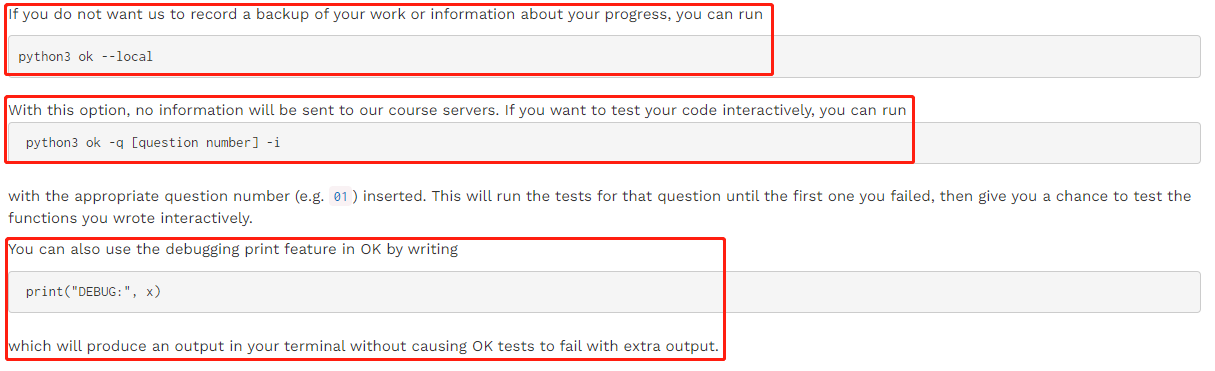 If you do not want us to record a backup of your work or information about your progress, you can run
python3 ok --local
With this option, no information will be sent to our course servers. If you want to test your code interactively, you can run
python3 ok -q [question number] -i
with the appropriate question number (e.g. 01 ) inserted. This will run the tests for that question until the first one you failed, then give you a chance to test the
functions you wrote interactively.
You can also use the debugging print feature in OK by writing
print("DEBUG:", x)
which will produce an output in your terminal without causing OK tests to fail with extra output.